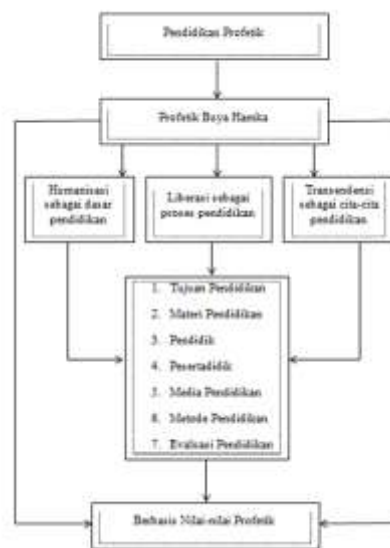 Pendidikan Profetik
Profetik Buya Hamka
Humanisasi
sebagai dasar
pendidikan
Liberasi sebagai
proses pendidikan
Transendensi
sebagai cita-cita
pendidikan
1. Tujuan Pendidikan
2. Materi Pendidikan
3. Pendidik
4. Pesertadidik
5. Media Pendidikan
6. Metode Pendidikan
7. Evaluasi Pendidikan
Berbasis Nilai-nilai Profetik